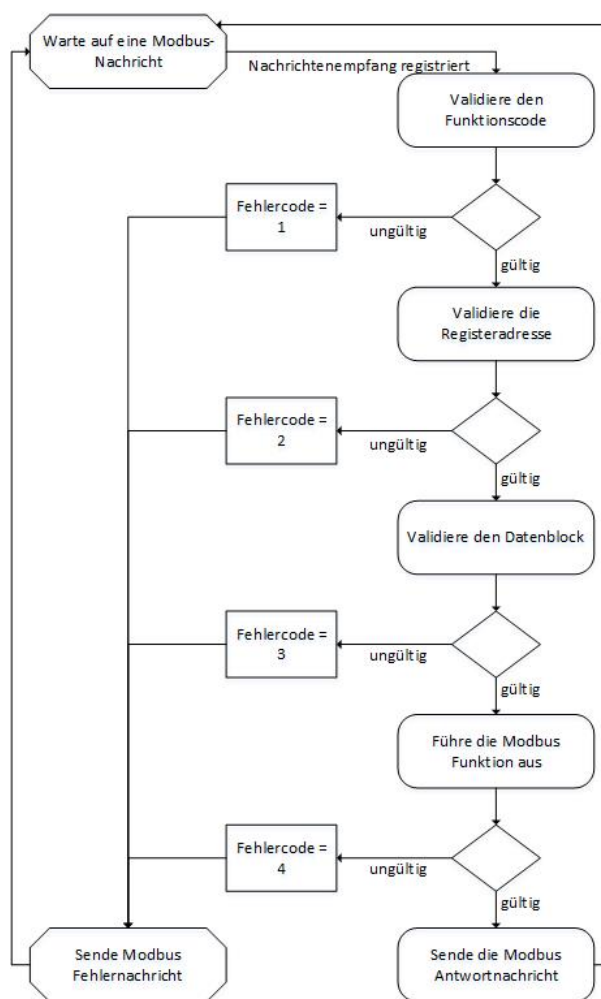 Warte auf eine Modbus-
Nachricht
Nachrichtenempfang registriert
Validiere den
Funktionscode
Fehlercode =
1
ungültig
gültig
Validiere die
Registeradresse
Fehlercode =
2
ungültig
gültig
Validiere den Datenblock
Fehlercode =
3
ungültig
gültig
Führe die Modbus
Funktion aus
Fehlercode =
4
ungültig
gültig
Sende Modbus
Fehlernachricht
Sende die Modbus
Antwortnachricht